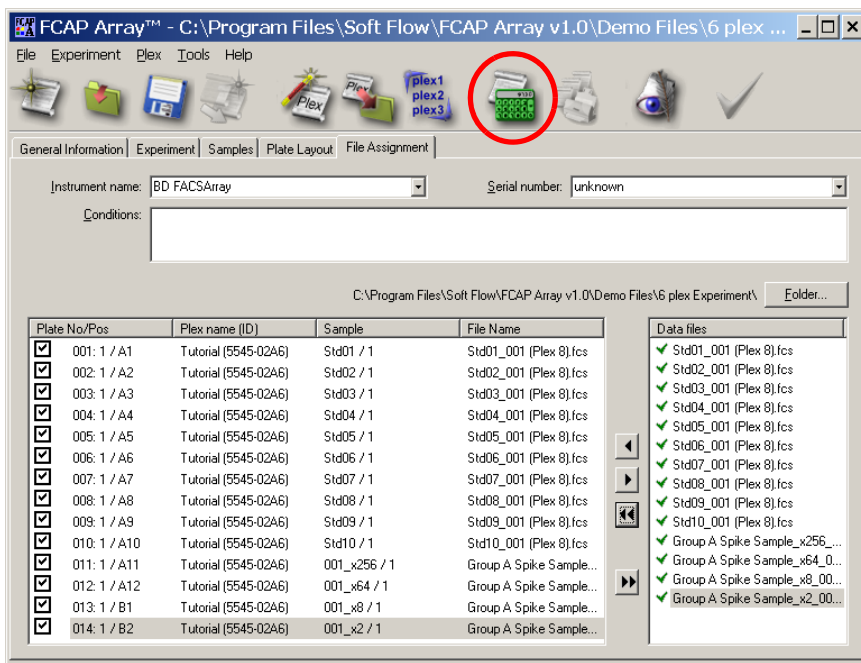 FCAP Array™ - C:\Program Files\Soft Flow\FCAP Array v1.0\Demo Files\6 plex ...
File Experiment Plex Tools Help
Plex Plex plex1
plex2
plex3
General Information Experiment Samples Plate Layout File Assignment
Instrument name: BD FACSArray Serial number: unknown
Conditions:
C:\Program Files\Soft Flow\FCAP Array v1.0\Demo Files\6 plex Experiment\ Folder...
Plate No/Pos Plex name (ID) Sample File Name Data files
001: 1 / A1 Tutorial (5545-02A6) Std01 / 1 Std01_001 (Plex 8).fcs Std01_001 (Plex 8).fcs
002: 1 / A2 Tutorial (5545-02A6) Std02 / 1 Std02_001 (Plex 8).fcs Std02_001 (Plex 8).fcs
003: 1 / A3 Tutorial (5545-02A6) Std03 / 1 Std03_001 (Plex 8).fcs Std03_001 (Plex 8).fcs
004: 1 / A4 Tutorial (5545-02A6) Std04 / 1 Std04_001 (Plex 8).fcs Std04_001 (Plex 8).fcs
005: 1 / A5 Tutorial (5545-02A6) Std05 / 1 Std05_001 (Plex 8).fcs Std05_001 (Plex 8).fcs
006: 1 / A6 Tutorial (5545-02A6) Std06 / 1 Std06_001 (Plex 8).fcs Std06_001 (Plex 8).fcs
007: 1 / A7 Tutorial (5545-02A6) Std07 / 1 Std07_001 (Plex 8).fcs Std07_001 (Plex 8).fcs
008: 1 / A8 Tutorial (5545-02A6) Std08 / 1 Std08_001 (Plex 8).fcs Std08_001 (Plex 8).fcs
009: 1 / A9 Tutorial (5545-02A6) Std09 / 1 Std09_001 (Plex 8).fcs Std09_001 (Plex 8).fcs
010: 1 / A10 Tutorial (5545-02A6) Std10 / 1 Std10_001 (Plex 8).fcs Std10_001 (Plex 8).fcs
011: 1 / A11 Tutorial (5545-02A6) 001_x256 / 1 Group A Spike Sample... Group A Spike Sample_x256_...
012: 1 / A12 Tutorial (5545-02A6) 001_x64 / 1 Group A Spike Sample... Group A Spike Sample_x64_0...
013: 1 / B1 Tutorial (5545-02A6) 001_x8 / 1 Group A Spike Sample... Group A Spike Sample_x8_00...
014: 1 / B2 Tutorial (5545-02A6) 001_x2 / 1 Group A Spike Sample... Group A Spike Sample_x2_00...